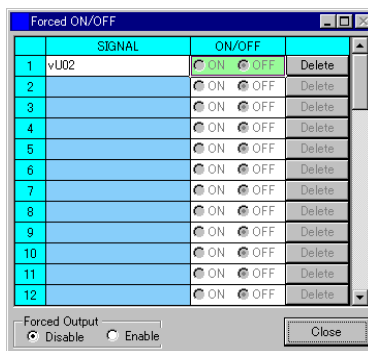 Forced ON/OFF
SIGNAL ON/OFF
1 vU02 ON OFF Delete
2 ON OFF Delete
3 ON OFF Delete
4 ON OFF Delete
5 ON OFF Delete
6 ON OFF Delete
7 ON OFF Delete
8 ON OFF Delete
9 ON OFF Delete
10 ON OFF Delete
11 ON OFF Delete
12 ON OFF Delete
Forced Output
Disable Enable Close